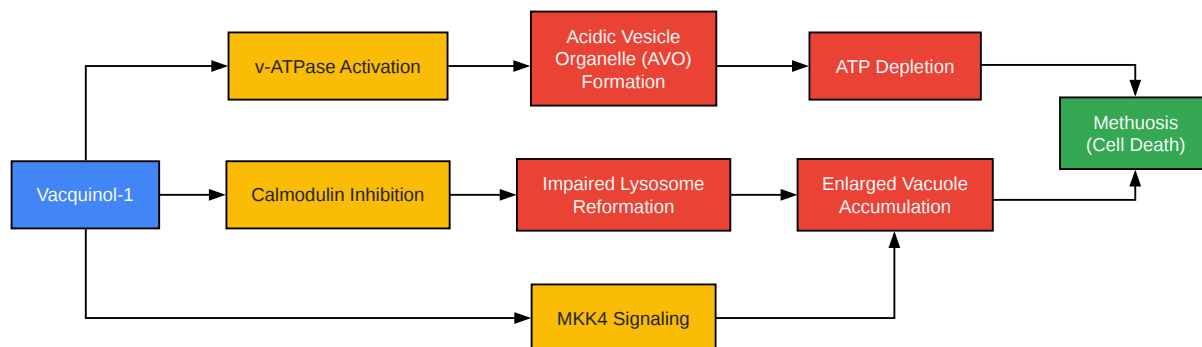 v-ATPase Activation
Acidic Vesicle
Organelle (AVO)
Formation
ATP Depletion
Methuosis
(Cell Death)
Vacquinol-1
Calmodulin Inhibition
Impaired Lysosome
Reformation
Enlarged Vacuole
Accumulation
MKK4 Signaling